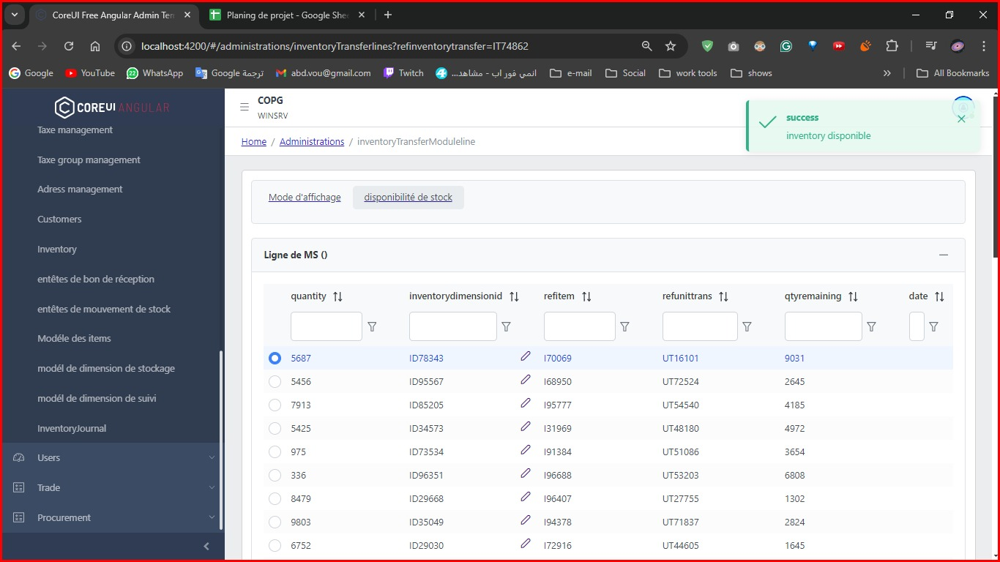 CoreUI Free Angular Admin Tem
Planing de projet - Google Shee
localhost:4200/#/administrations/inventoryTransferlines?refinventorytransfer=IT74862
Google
YouTube
WhatsApp
ترجمة Google
abd.vou@gmail.com
Twitch
انمي فور اب - مشاهد...
e-mail
Social
work tools
shows
All Bookmarks
COREUI ANGULAR
COPG
WINSRV
success
inventory disponible
Home / Administrations / inventoryTransferModuleline
Taxe management
Taxe group management
Adress management
Customers
Inventory
entêtes de bon de réception
entêtes de mouvement de stock
Modéle des items
modél de dimension de stockage
modél de dimension de suivi
InventoryJournal
Users
Trade
Procurement
Mode d'affichage
disponibilité de stock
Ligne de MS ()
quantity inventorydimensionid refitem refunittrans qtyremaining date
5687 ID78343 I70069 UT16101 9031
5456 ID95567 I68950 UT72524 2645
7913 ID85205 I95777 UT54540 4185
5425 ID34573 I31969 UT48180 4972
975 ID73534 I91384 UT51086 3654
336 ID96351 I96688 UT53203 6808
8479 ID29668 I96407 UT27755 1302
9803 ID35049 I94378 UT71837 2824
6752 ID29030 I72916 UT44605 1645